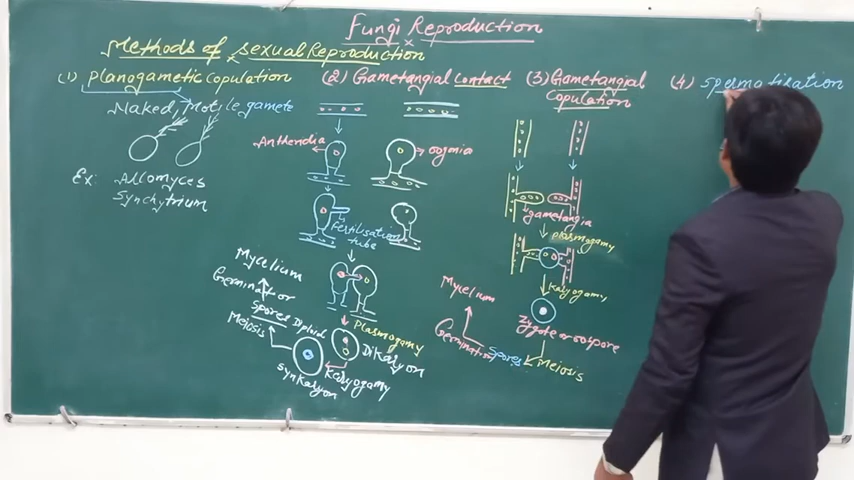 Fungi Reproduction
Methods of sexual Reproduction
(1) planogametic copulation
Naked, Motile gamete
Ex: Allomyces
Synchytrium
(2) Gametangial Contact
Antheridia
oogonia
Fertilisation
tube
Plasmogamy
Dikaryon
Karyogamy
synkaryon
Diploid
Meiosis
Spores
Germination
Mycelium
(3) Gametangial
Copulation
gametangia
plasmogamy
Karyogamy
Zygote or oospore
Meiosis
Spores
Germination
Mycelium
(4) Spermatization